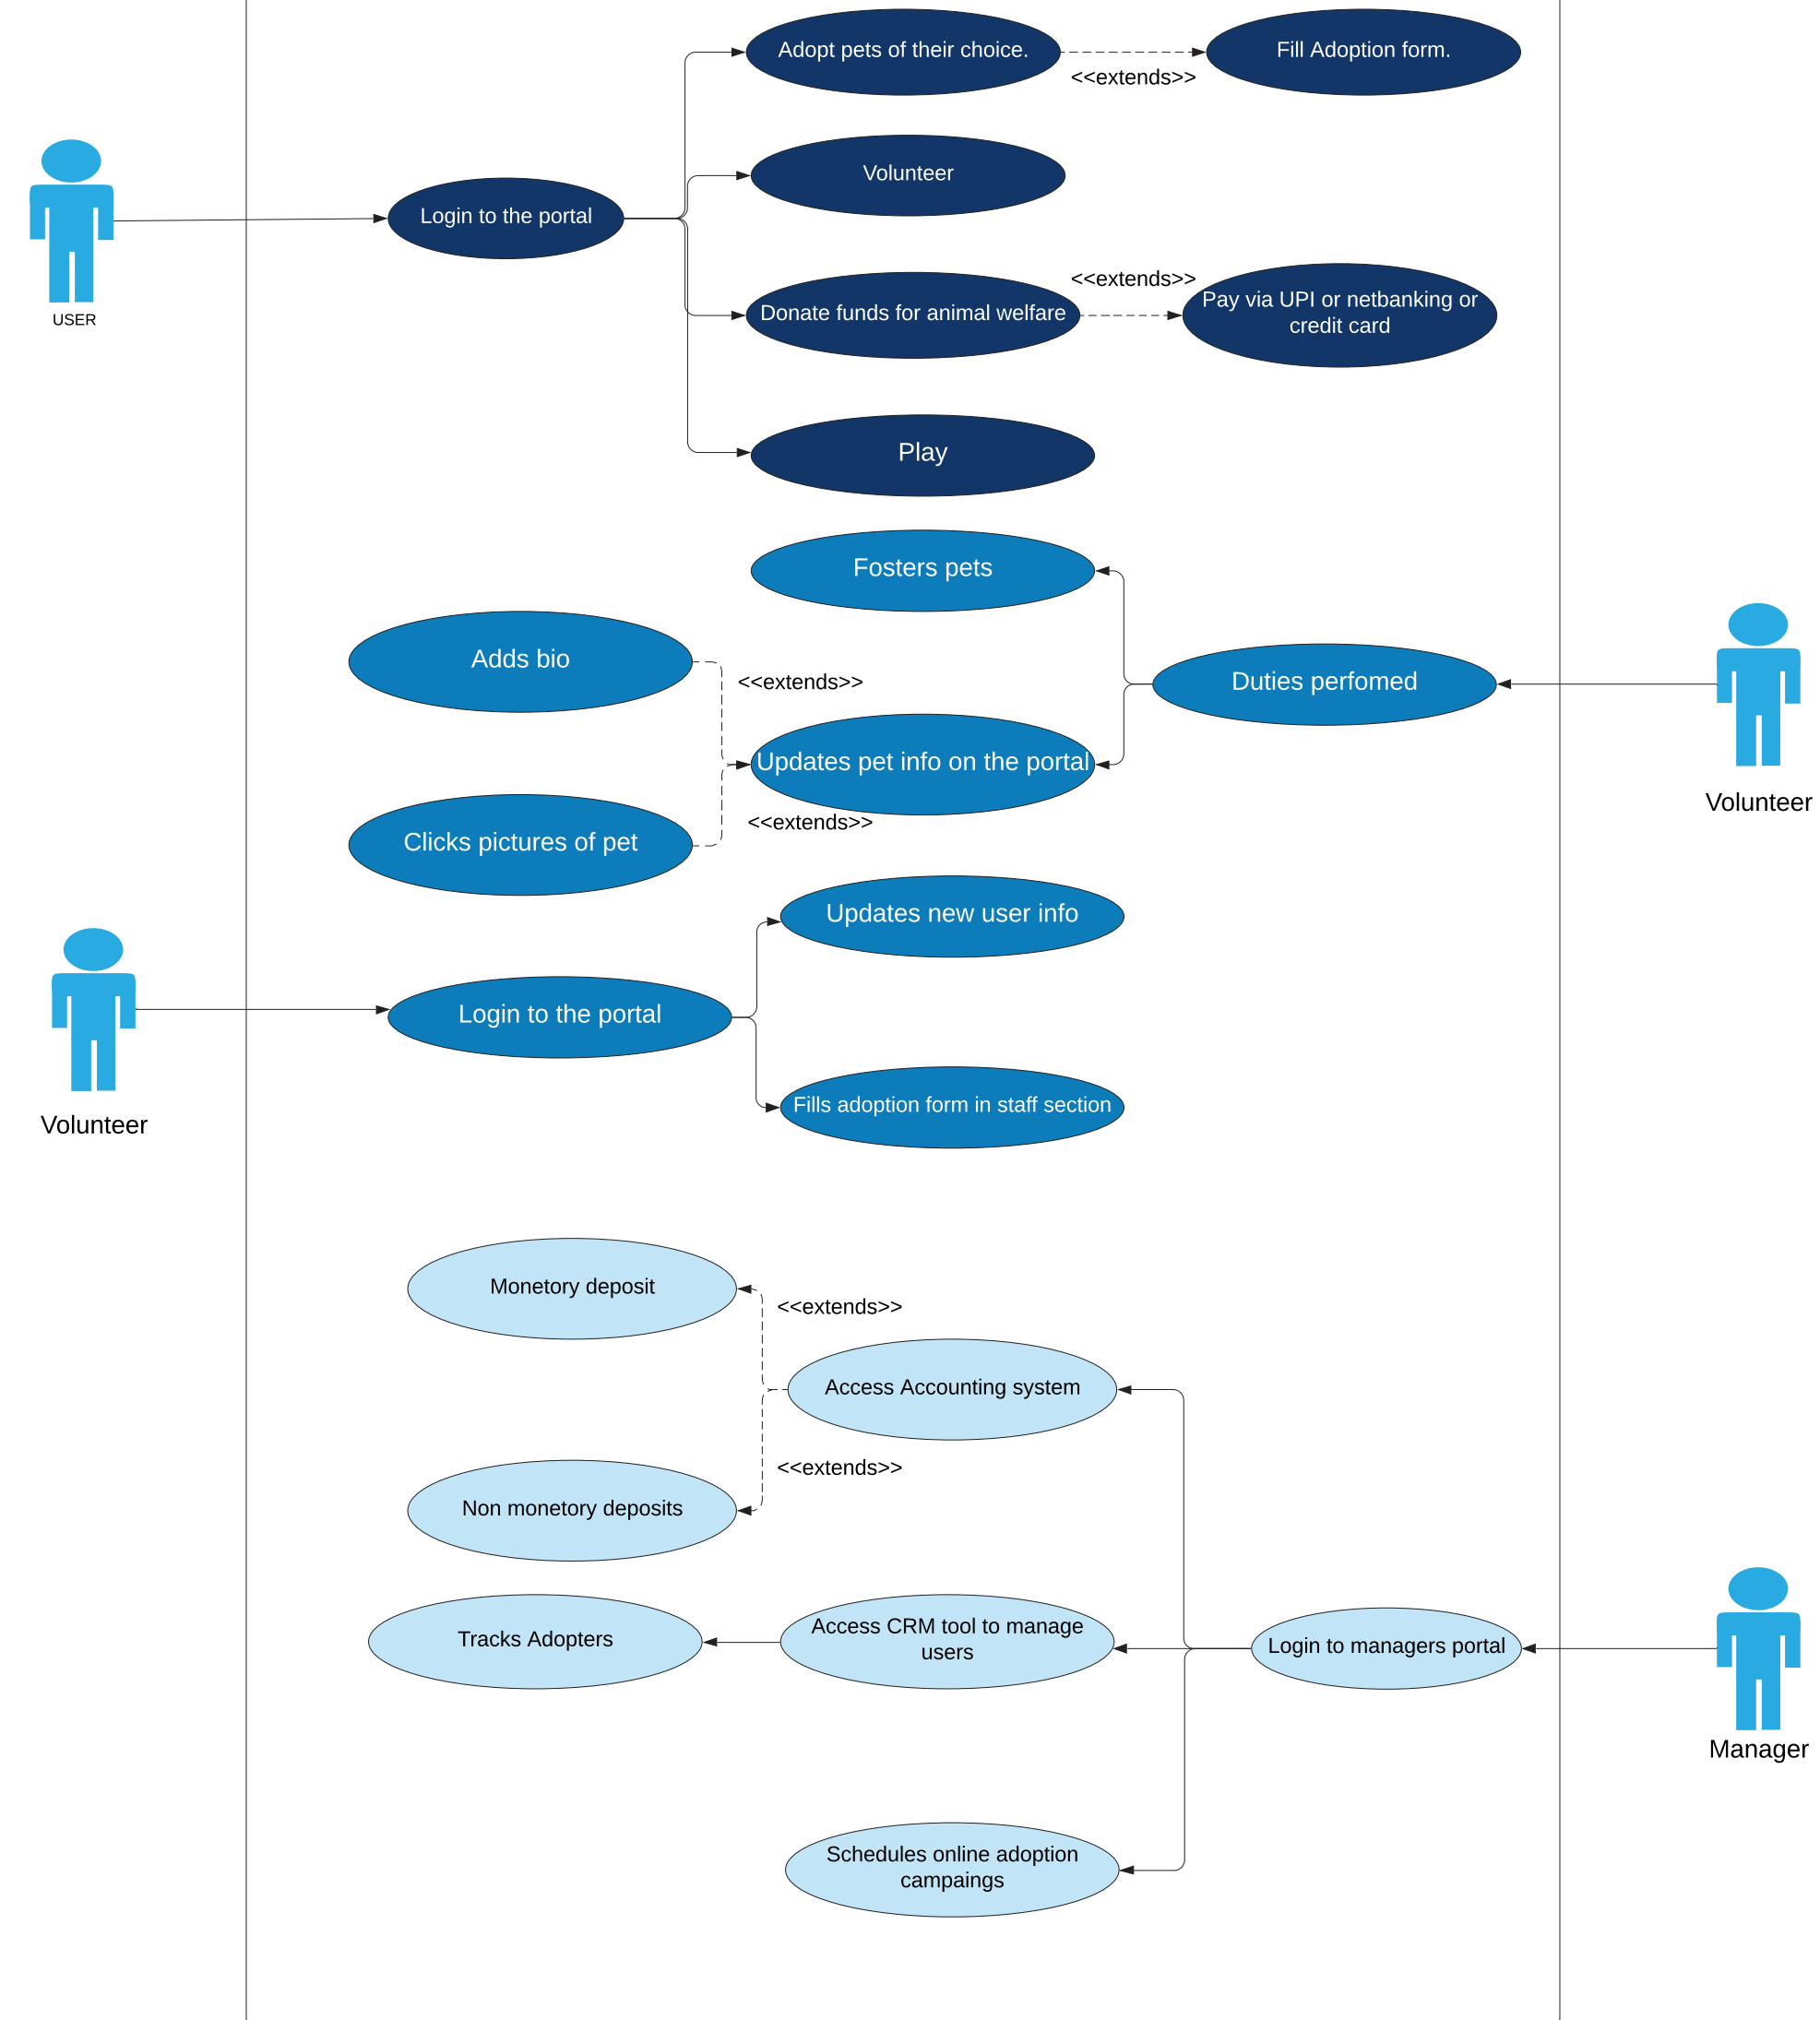 Adopt pets of their choice.
<<extends>>
Fill Adoption form.
Volunteer
Login to the portal
USER
Donate funds for animal welfare
<<extends>>
Pay via UPI or netbanking or
credit card
Play
Fosters pets
Adds bio
<<extends>>
Duties perfomed
Updates pet info on the portal
Volunteer
<<extends>>
Clicks pictures of pet
Updates new user info
Login to the portal
Volunteer
Fills adoption form in staff section
Monetory deposit
<<extends>>
Access Accounting system
<<extends>>
Non monetory deposits
Tracks Adopters
Access CRM tool to manage
users
Login to managers portal
Manager
Schedules online adoption
campaings